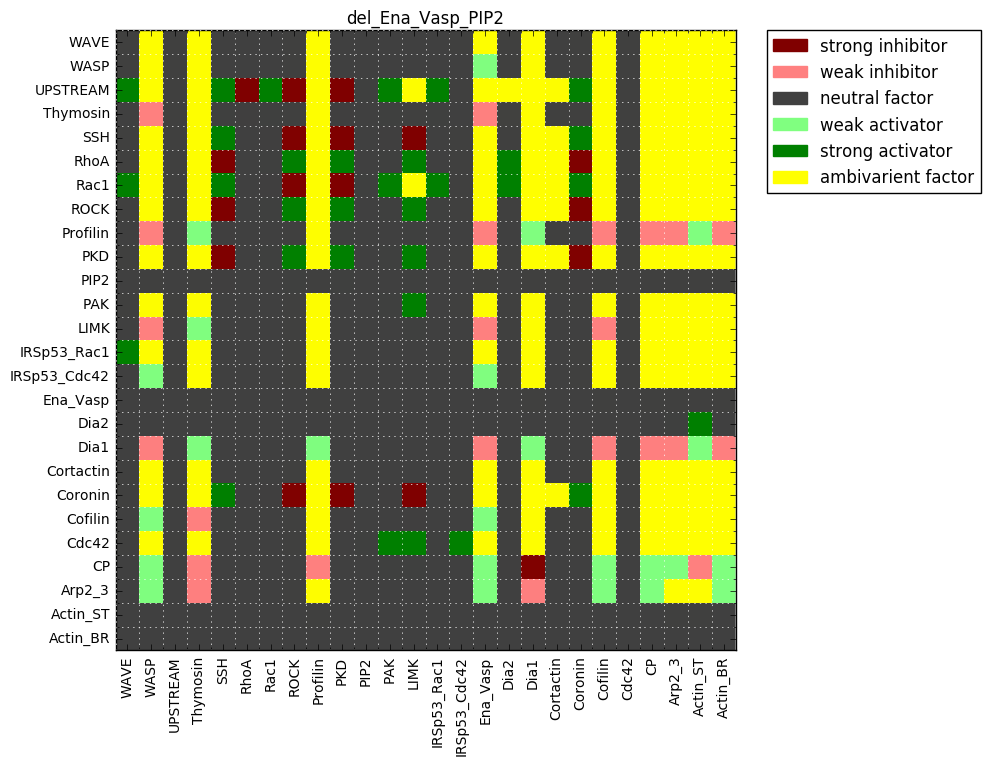 del_Ena_Vasp_PIP2
WAVE
WASP
UPSTREAM
Thymosin
SSH
RhoA
Rac1
ROCK
Profilin
PKD
PIP2
PAK
LIMK
IRSp53_Rac1
IRSp53_Cdc42
Ena_Vasp
Dia2
Dia1
Cortactin
Coronin
Cofilin
Cdc42
CP
Arp2_3
Actin_ST
Actin_BR
WAVE
WASP
UPSTREAM
Thymosin
SSH
RhoA
Rac1
ROCK
Profilin
PKD
PIP2
PAK
LIMK
IRSp53_Rac1
IRSp53_Cdc42
Ena_Vasp
Dia2
Dia1
Cortactin
Coronin
Cofilin
Cdc42
CP
Arp2_3
Actin_ST
Actin_BR
strong inhibitor
weak inhibitor
neutral factor
weak activator
strong activator
ambivarient factor